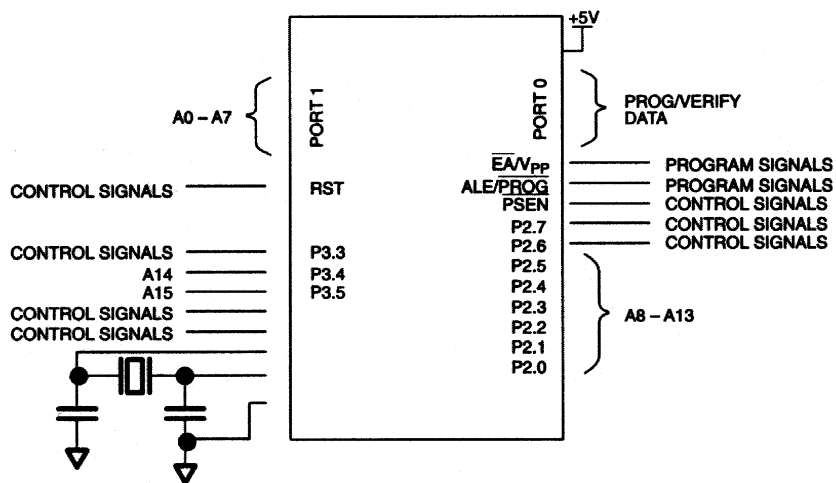 +5V
A0 – A7
PORT 1
PORT 0
PROG/VERIFY
DATA
EA/VPP
PROGRAM SIGNALS
CONTROL SIGNALS
RST
ALE/PROG
PROGRAM SIGNALS
PSEN
CONTROL SIGNALS
P2.7
CONTROL SIGNALS
CONTROL SIGNALS
P3.3
P2.6
CONTROL SIGNALS
A14
P3.4
P2.5
A15
P3.5
P2.4
CONTROL SIGNALS
P2.3
A8 – A13
CONTROL SIGNALS
P2.2
P2.1
P2.0